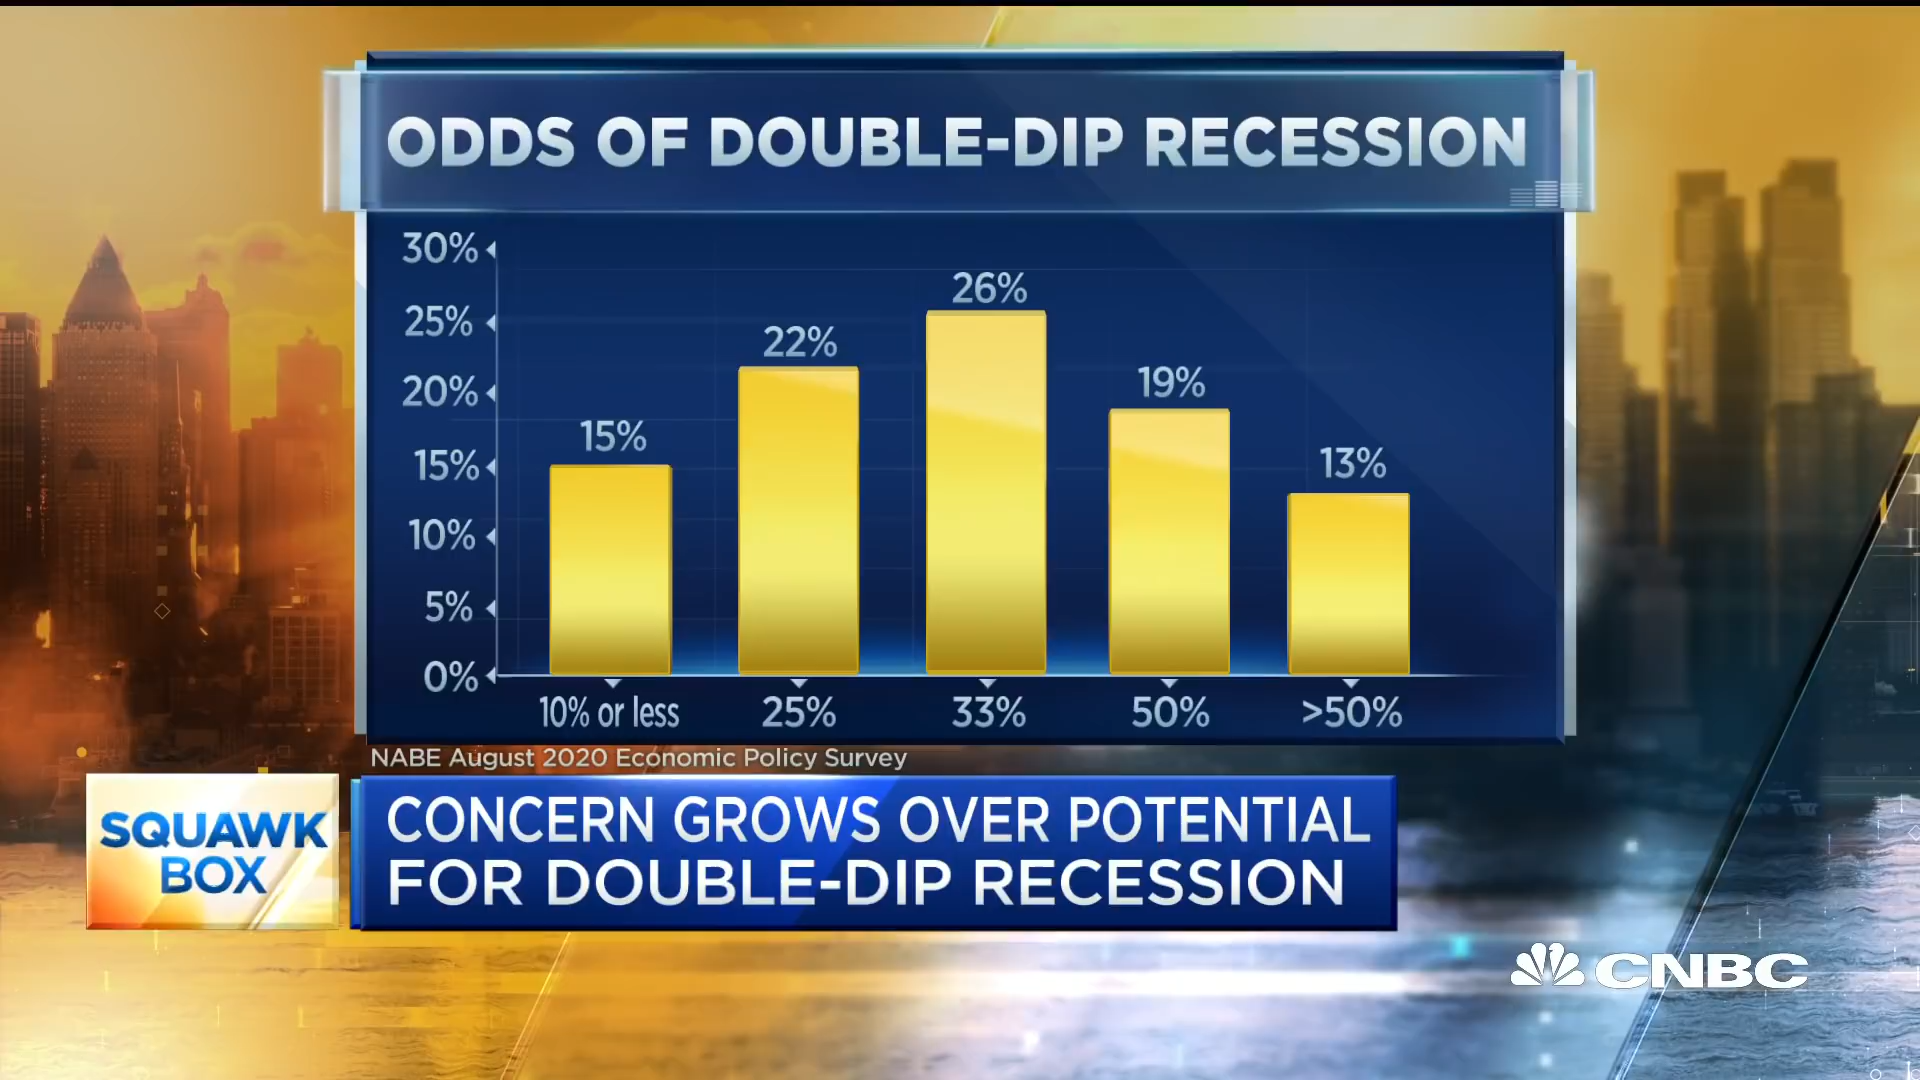 ODDS OF DOUBLE-DIP RECESSION
30%
25%
20%
15%
10%
5%
0%
15%
22%
26%
19%
13%
10% or less
25%
33%
50%
>50%
NABE August 2020 Economic Policy Survey
SQUAWK
BOX
CONCERN GROWS OVER POTENTIAL
FOR DOUBLE-DIP RECESSION
CNBC